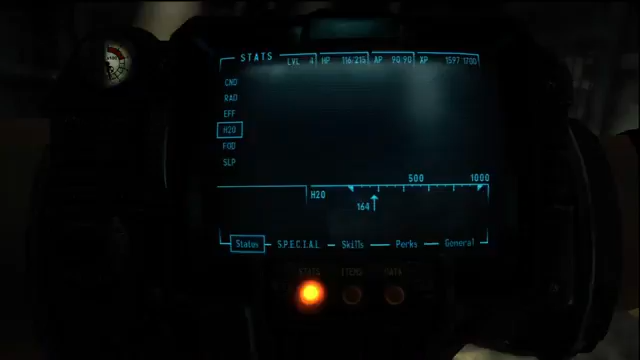 STATS LVL 4 HP 116/215 AP 90/90 XP 1597/1700
CND
RAD
EFF
H2O
FOD
SLP
500 1000
H2O
164
Status S.P.E.C.I.A.L. Skills Perks General
STATS ITEMS DATA